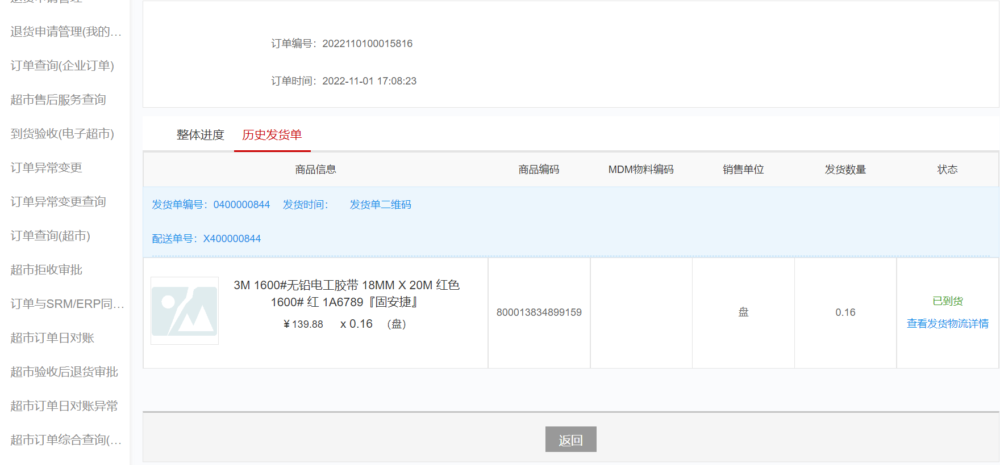 退货申请管理
退货申请管理(我的…
订单查询(企业订单)
超市售后服务查询
到货验收(电子超市)
订单异常变更
订单异常变更查询
订单查询(超市)
超市拒收审批
订单与SRM/ERP同…
超市订单日对账
超市验收后退货审批
超市订单日对账异常
超市订单综合查询(…
订单编号：2022110100015816
订单时间：2022-11-01 17:08:23
整体进度 历史发货单
商品信息 商品编码 MDM物料编码 销售单位 发货数量 状态
发货单编号：0400000844 发货时间： 发货单二维码
配送单号：X400000844
3M 1600#无铅电工胶带 18MM X 20M 红色
1600# 红 1A6789『固安捷』
¥139.88 x 0.16 (盘)
800013834899159
盘
0.16
已到货
查看发货物流详情
返回